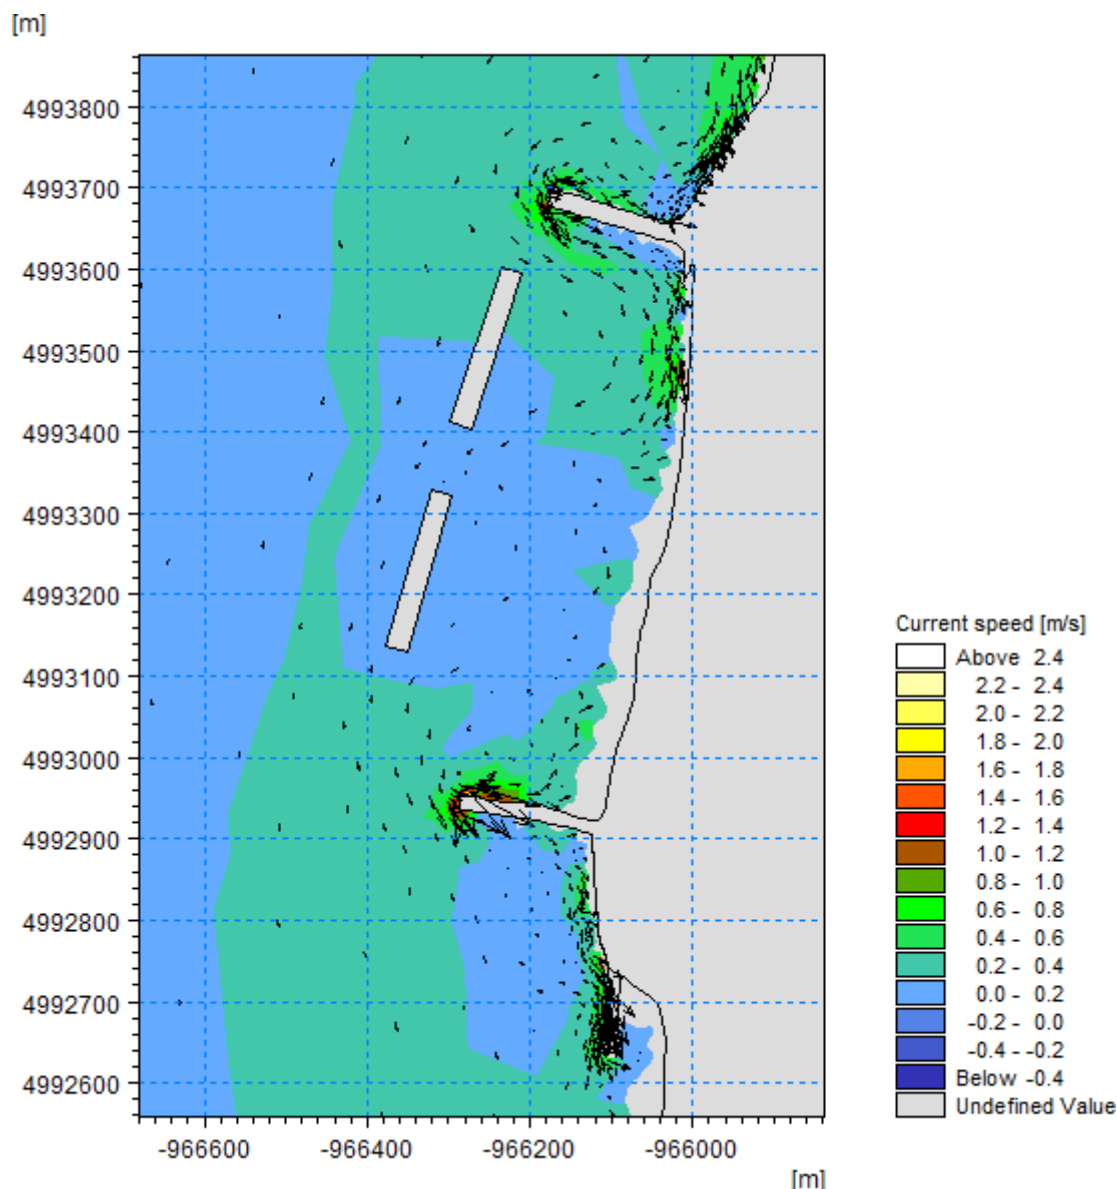 [m]
4993800
4993700
4993600
4993500
4993400
4993300
4993200
4993100
4993000
4992900
4992800
4992700
4992600
-966600 -966400 -966200 -966000
[m]
Current speed [m/s]
Above 2.4
2.2 - 2.4
2.0 - 2.2
1.8 - 2.0
1.6 - 1.8
1.4 - 1.6
1.2 - 1.4
1.0 - 1.2
0.8 - 1.0
0.6 - 0.8
0.4 - 0.6
0.2 - 0.4
0.0 - 0.2
-0.2 - 0.0
-0.4 - -0.2
Below -0.4
Undefined Value